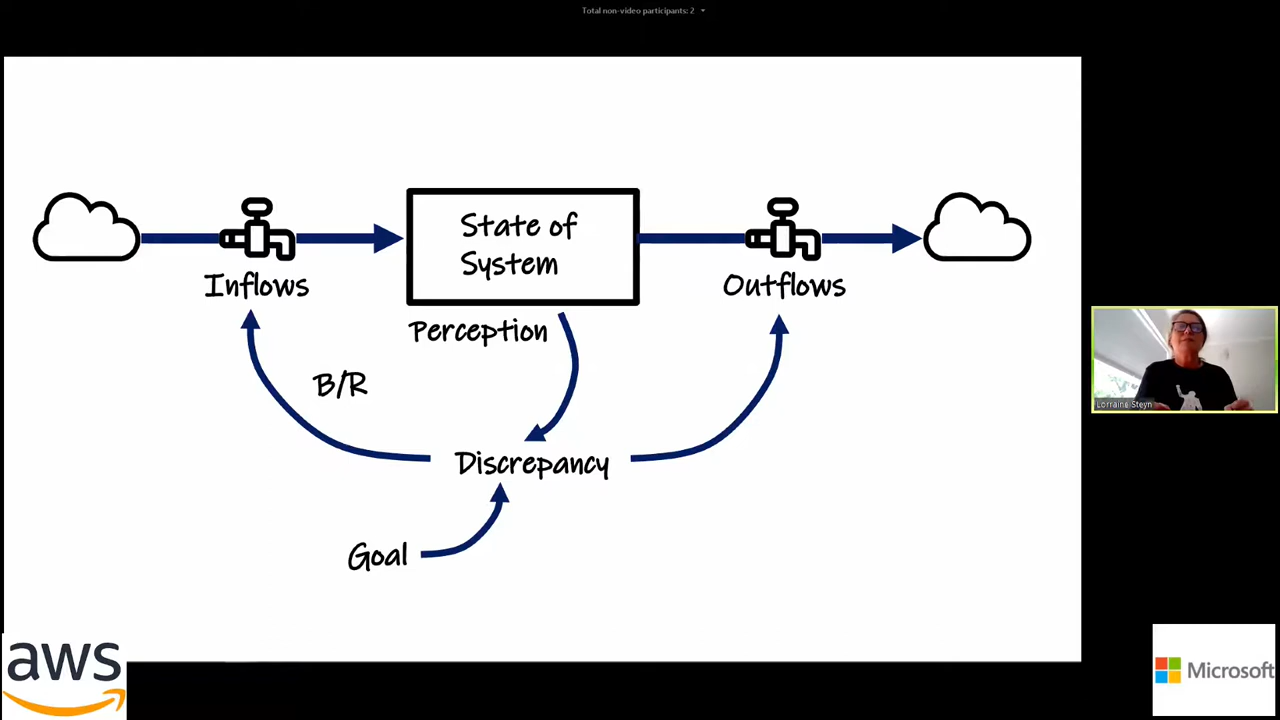 Total non-video participants: 2
State of
System
Inflows
Outflows
Perception
B/R
Discrepancy
Goal
Lorraine Steyn
aws
Microsoft